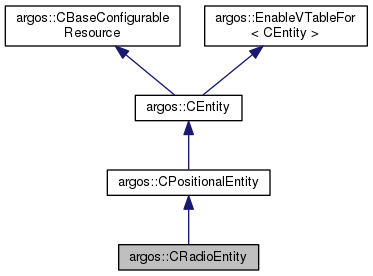 argos::CBaseConfigurable
Resource
argos::EnableVTableFor
< CEntity >
argos::CEntity
argos::CPositionalEntity
argos::CRadioEntity